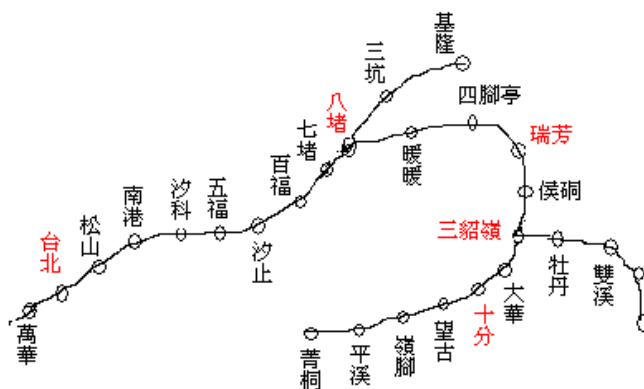 基隆
三坑
八堵
七堵
百福
汐止
五福
汐科
南港
松山
台北
萬華
暖暖
四腳亭
瑞芳
侯硐
三貂嶺
牡丹
雙溪
大華
十分
望古
嶺腳
平溪
菁桐